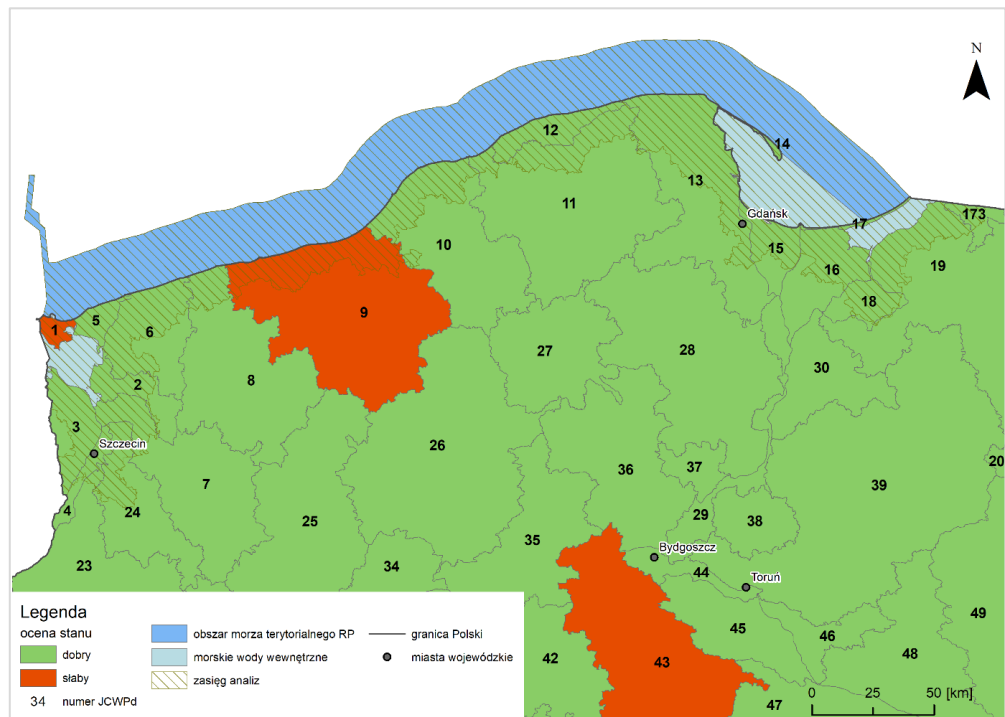 N
12
14
13
11
Gdańsk
17
173
10
15
16
19
9
18
1
5
6
27
28
30
2
8
3
26
Szczecin
36
37
20
7
39
4
24
25
29
38
35
Bydgoszcz
23
34
44
Toruń
49
45
46
48
42
43
47
Legenda
ocena stanu
dobry
słaby
34 numer JCWPd
obszar morza terytorialnego RP
morskie wody wewnętrzne
zasięg analiz
granica Polski
miasta wojewódzkie
0 25 50 [km]